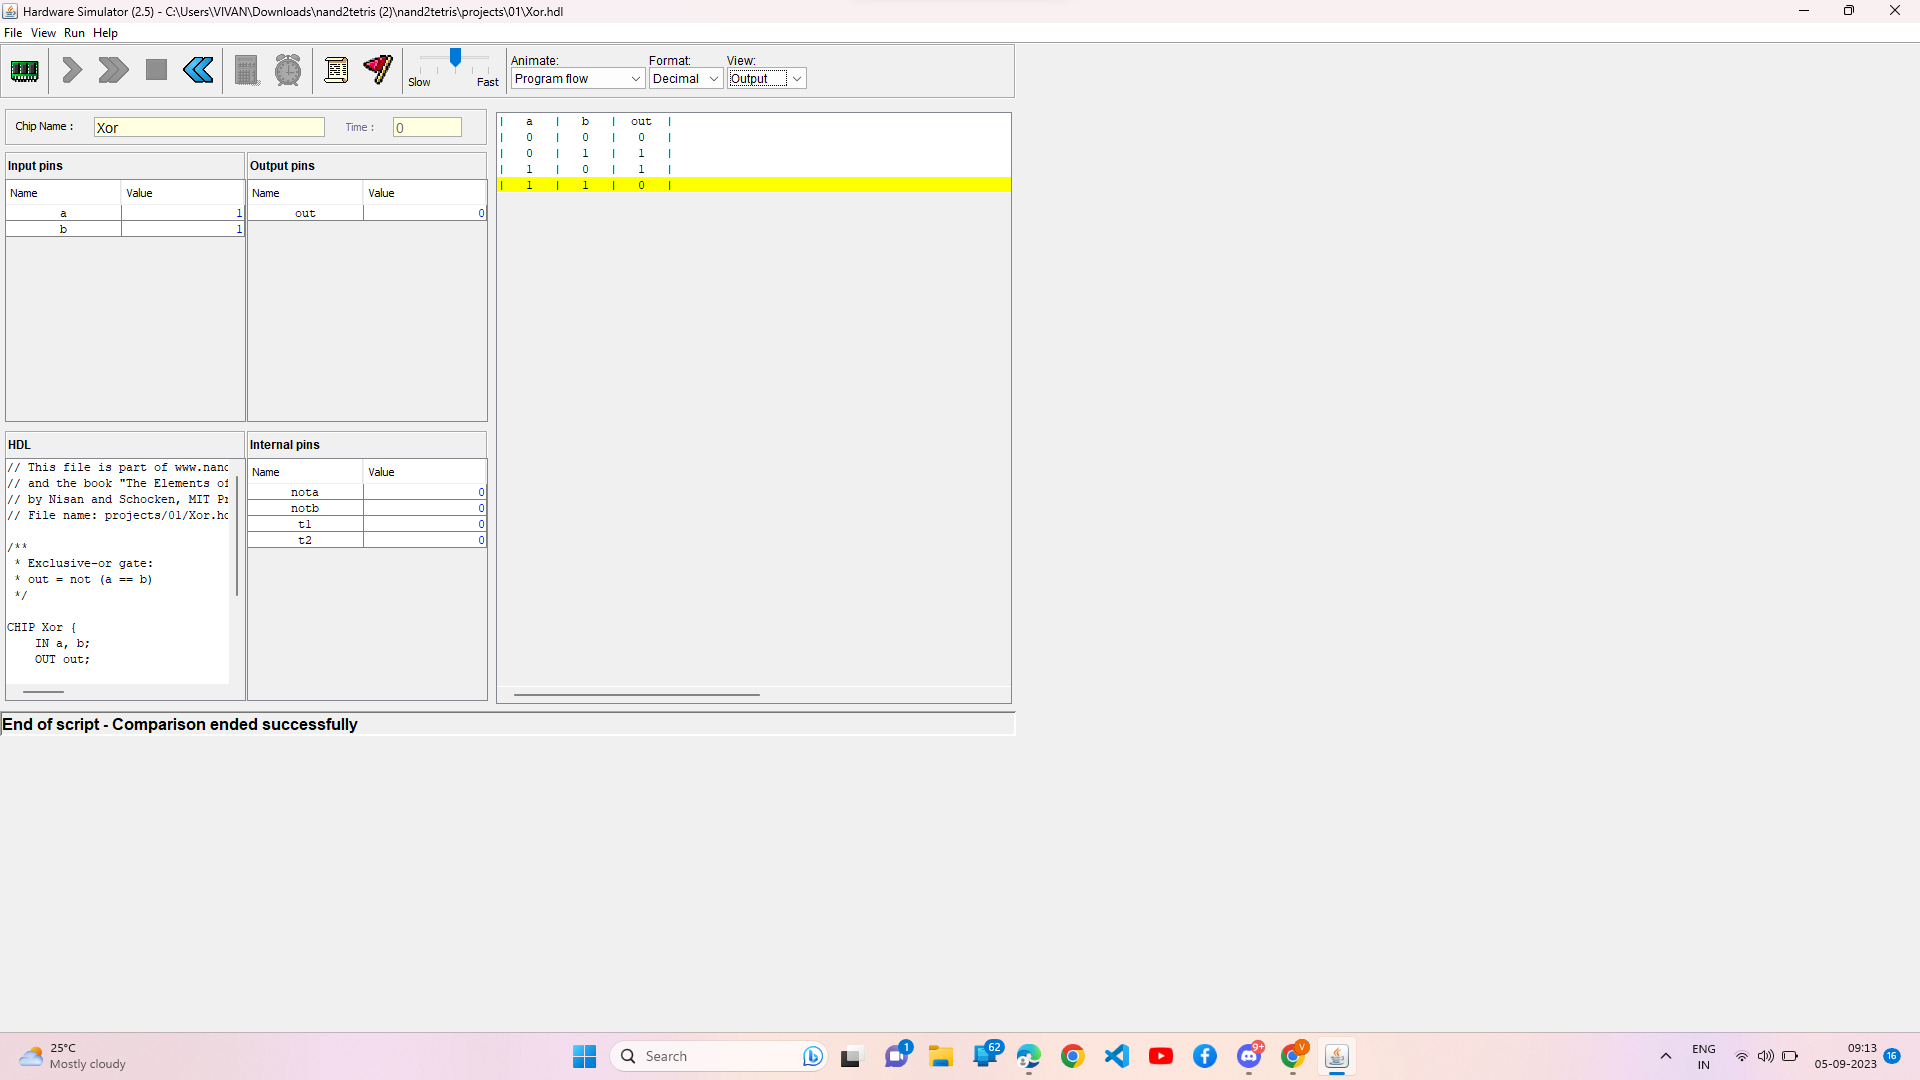 Hardware Simulator (2.5) - C:\Users\VIVAN\Downloads\nand2tetris (2)\nand2tetris\projects\01\Xor.hdl
File View Run Help
Slow Fast
Animate: Format: View:
Program flow Decimal Output
Chip Name : Xor Time : 0
Input pins Output pins
Name Value Name Value
a 1 out 0
b 1
| a | b | out |
| 0 | 0 | 0 |
| 0 | 1 | 1 |
| 1 | 0 | 1 |
| 1 | 1 | 0 |
HDL
// This file is part of www.nand
// and the book "The Elements of
// by Nisan and Schocken, MIT Pr
// File name: projects/01/Xor.hd
/**
* Exclusive-or gate:
* out = not (a == b)
*/
CHIP Xor {
IN a, b;
OUT out;
Internal pins
Name Value
nota 0
notb 0
t1 0
t2 0
End of script - Comparison ended successfully
25°C
Mostly cloudy
Search
1
62
9+
V
ENG
IN
09:13
05-09-2023
16